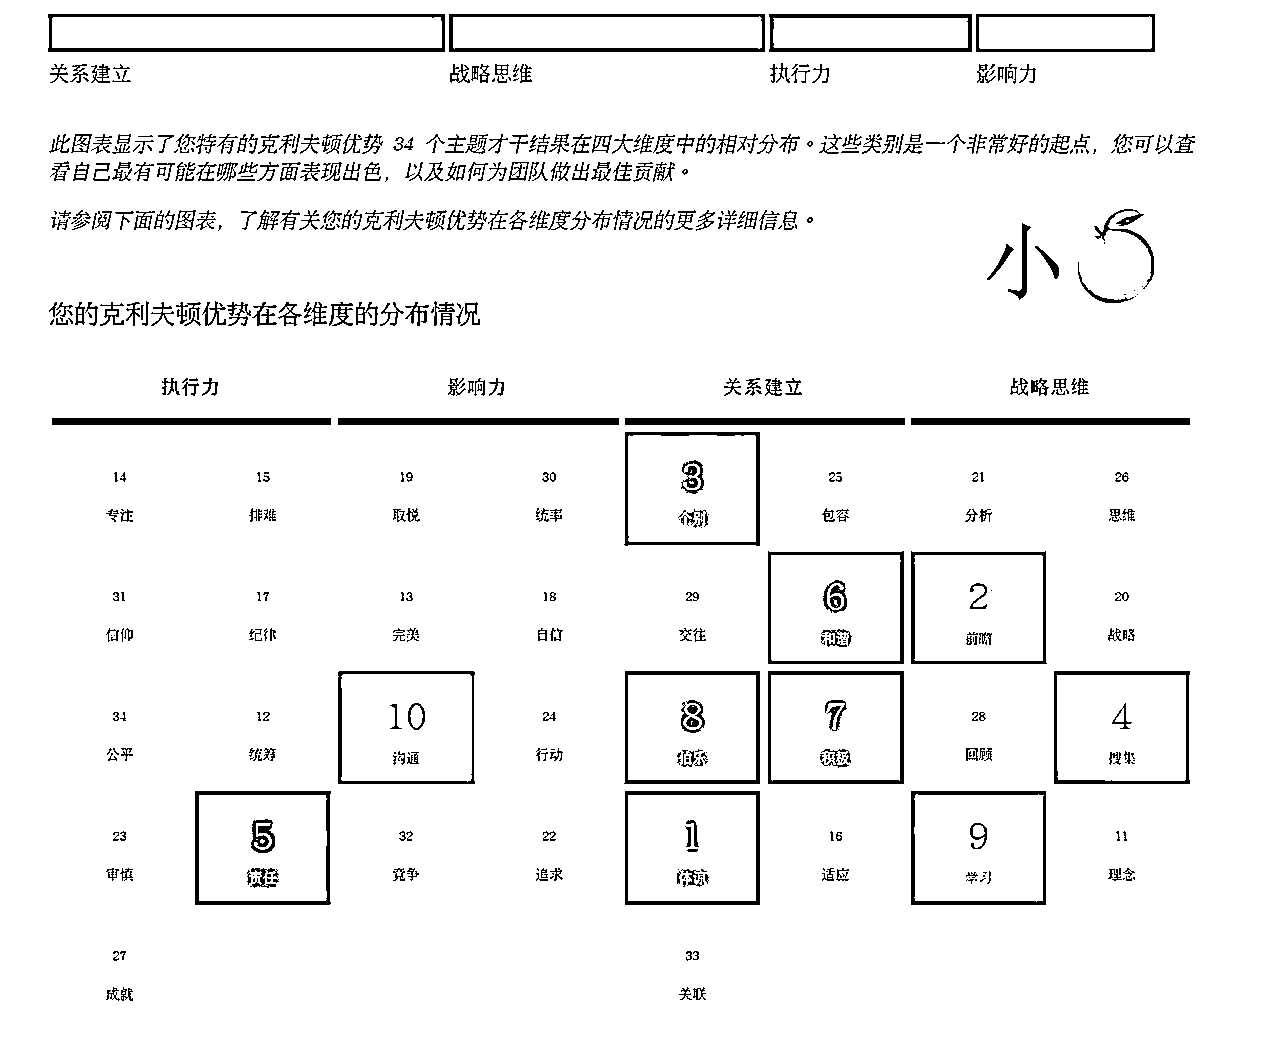 关系建立 战略思维 执行力 影响力
此图表显示了您特有的克利夫顿优势 34 个主题才干结果在四大维度中的相对分布。这些类别是一个非常好的起点，您可以查
看自己最有可能在哪些方面表现出色，以及如何为团队做出最佳贡献。
请参阅下面的图表，了解有关您的克利夫顿优势在各维度分布情况的更多详细信息。
小
您的克利夫顿优势在各维度的分布情况
执行力 影响力 关系建立 战略思维
14 15 19 30 3 25 21 26
专注 排难 取悦 统率 个别 包容 分析 思维
31 17 13 18 29 6 2 20
信仰 纪律 完美 自信 交往 和谐 前瞻 战略
34 12 10 24 8 7 28 4
公平 统筹 沟通 行动 伯乐 积极 回顾 搜集
23 5 32 22 1 16 9 11
审慎 责任 竞争 追求 体谅 适应 学习 理念
27 33
成就 关联